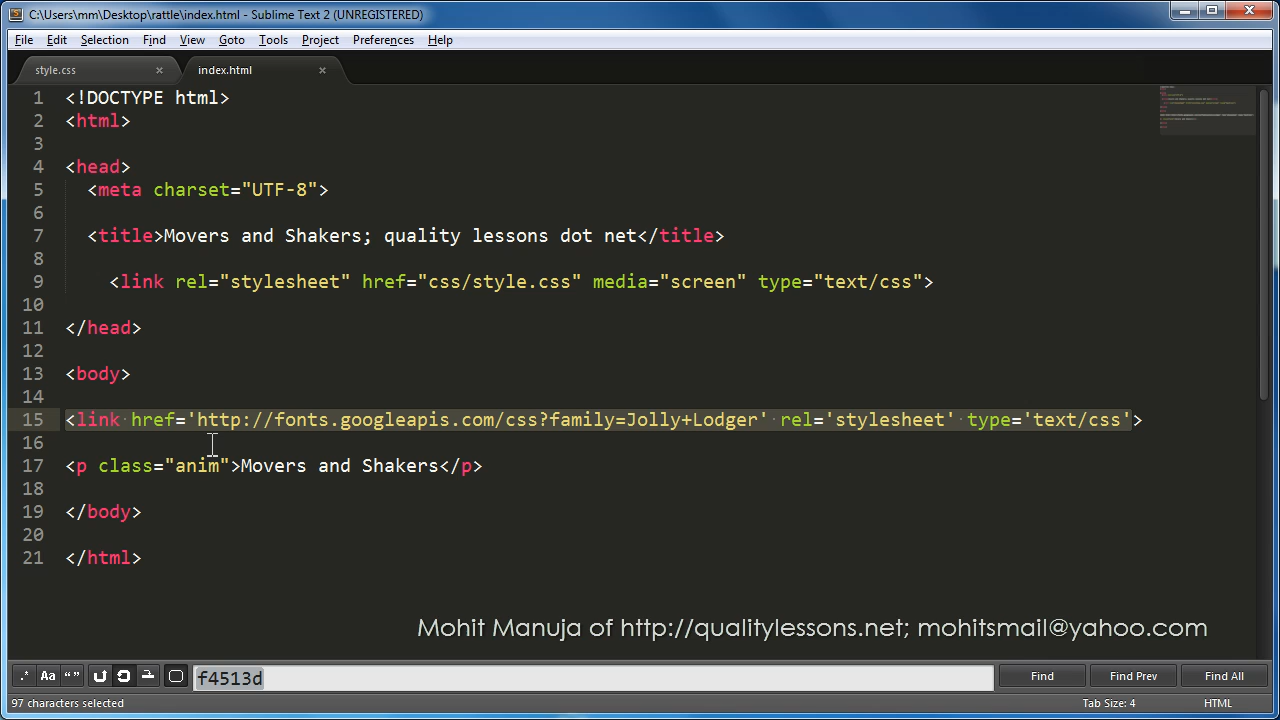 C:\Users\mm\Desktop\rattle\index.html - Sublime Text 2 (UNREGISTERED)
File Edit Selection Find View Goto Tools Project Preferences Help
style.css × index.html ×
1 <!DOCTYPE html>
2 <html>
3
4 <head>
5 <meta charset="UTF-8">
6
7 <title>Movers and Shakers; quality lessons dot net</title>
8
9 <link rel="stylesheet" href="css/style.css" media="screen" type="text/css">
10
11 </head>
12
13 <body>
14
15 <link href='http://fonts.googleapis.com/css?family=Jolly+Lodger' rel='stylesheet' type='text/css'>
16
17 <p class="anim">Movers and Shakers</p>
18
19 </body>
20
21 </html>
Mohit Manuja of http://qualitylessons.net; mohitsmail@yahoo.com
.* Aa “” f4513d Find Find Prev Find All
97 characters selected Tab Size: 4 HTML